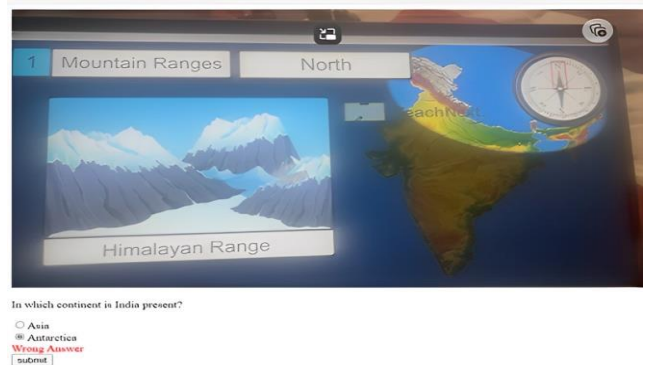 1 Mountain Ranges North
Himalayan Range
In which continent is India present?
Asia
Antarctica
Wrong Answer
submit